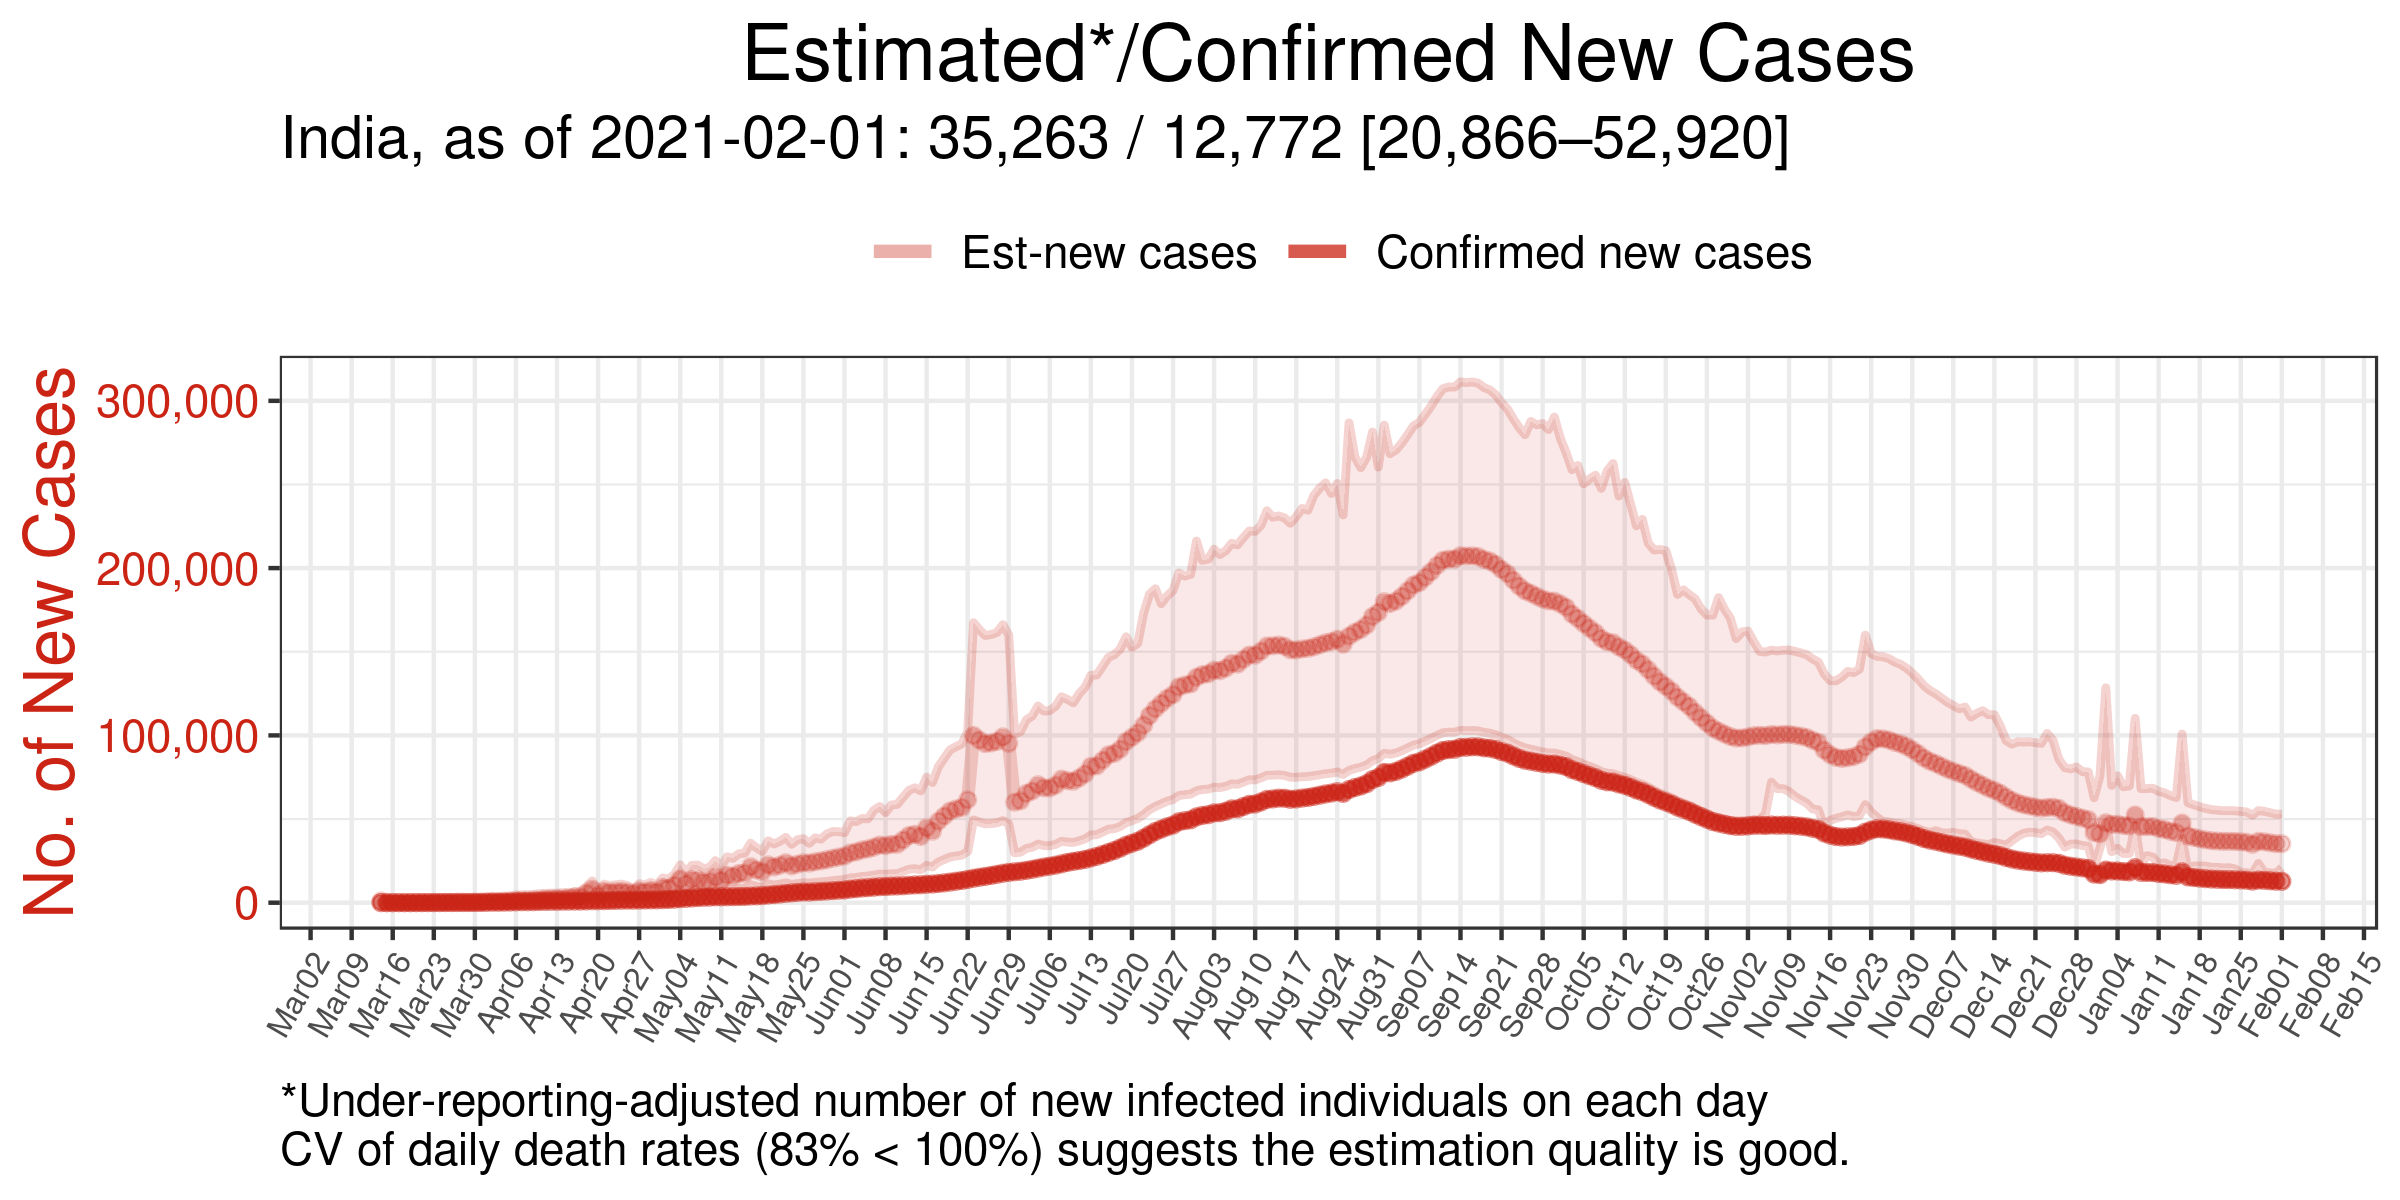 Estimated*/Confirmed New Cases
India, as of 2021-02-01: 35,263 / 12,772 [20,866–52,920]
Est-new cases
Confirmed new cases
No. of New Cases
300,000
200,000
100,000
0
Mar02
Mar09
Mar16
Mar23
Mar30
Apr06
Apr13
Apr20
Apr27
May04
May11
May18
May25
Jun01
Jun08
Jun15
Jun22
Jun29
Jul06
Jul13
Jul20
Jul27
Aug03
Aug10
Aug17
Aug24
Aug31
Sep07
Sep14
Sep21
Sep28
Oct05
Oct12
Oct19
Oct26
Nov02
Nov09
Nov16
Nov23
Nov30
Dec07
Dec14
Dec21
Dec28
Jan04
Jan11
Jan18
Jan25
Feb01
Feb08
Feb15
*Under-reporting-adjusted number of new infected individuals on each day
CV of daily death rates (83% < 100%) suggests the estimation quality is good.